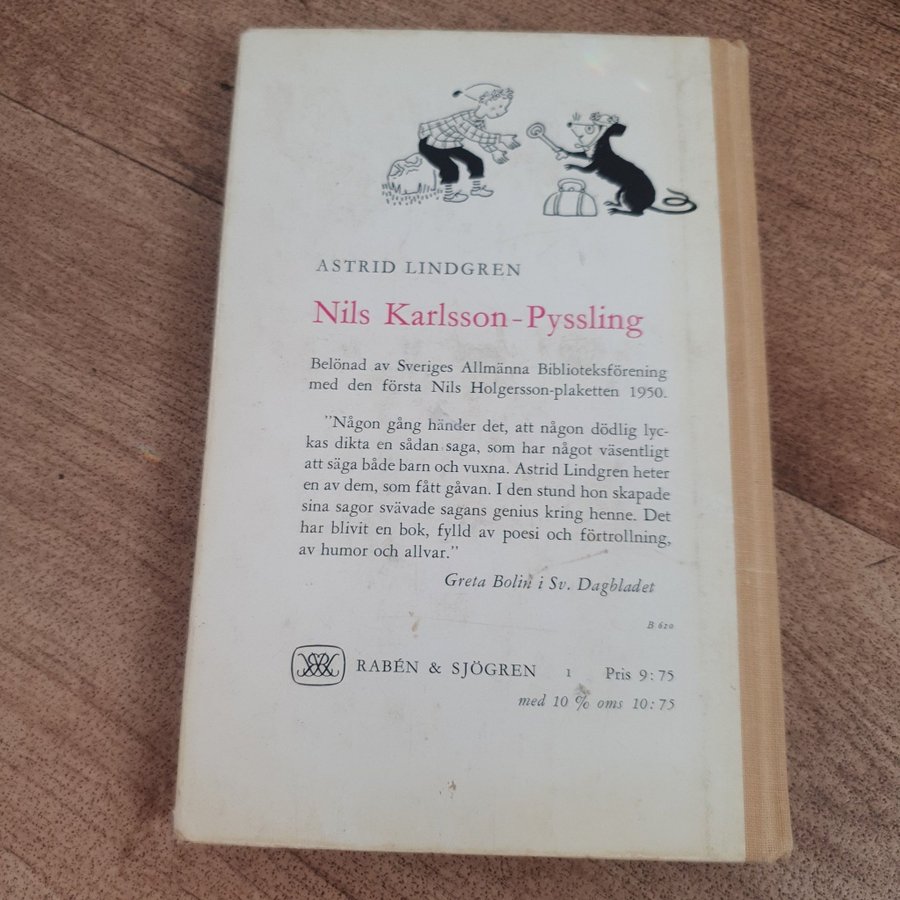 ASTRID LINDGREN
Nils Karlsson-Pyssling
Belönad av Sveriges Allmänna Biblioteksförening
med den första Nils Holgersson-plaketten 1950.
”Någon gång händer det, att någon dödlig lyc-
kas dikta en sådan saga, som har något väsentligt
att säga både barn och vuxna. Astrid Lindgren heter
en av dem, som fått gåvan. I den stund hon skapade
sina sagor svävade sagans genius kring henne. Det
har blivit en bok, fylld av poesi och förtrollning,
av humor och allvar.”
Greta Bolin i Sv. Dagbladet
B 620
RABÉN & SJÖGREN 1 Pris 9:75
med 10 % oms 10:75